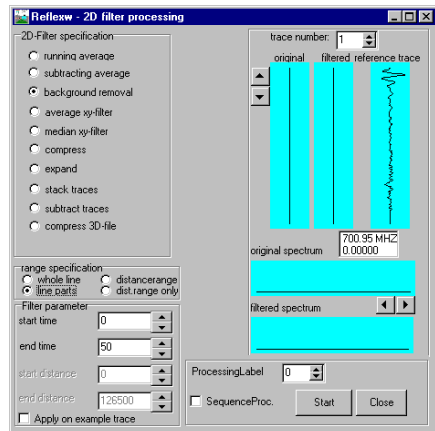 Reflexw - 2D filter processing
2D-Filter specification
running average
subtracting average
background removal
average xy-filter
median xy-filter
compress
expand
stack traces
subtract traces
compress 3D-file
range specification
whole line distancerange
line parts dist.range only
Filter parameter
start time 0
end time 50
start distance 0
end distance 126500
Apply on example trace
trace number: 1
original filtered reference trace
700.95 MHZ
original spectrum 0.00000
filtered spectrum
ProcessingLabel 0
SequenceProc. Start Close